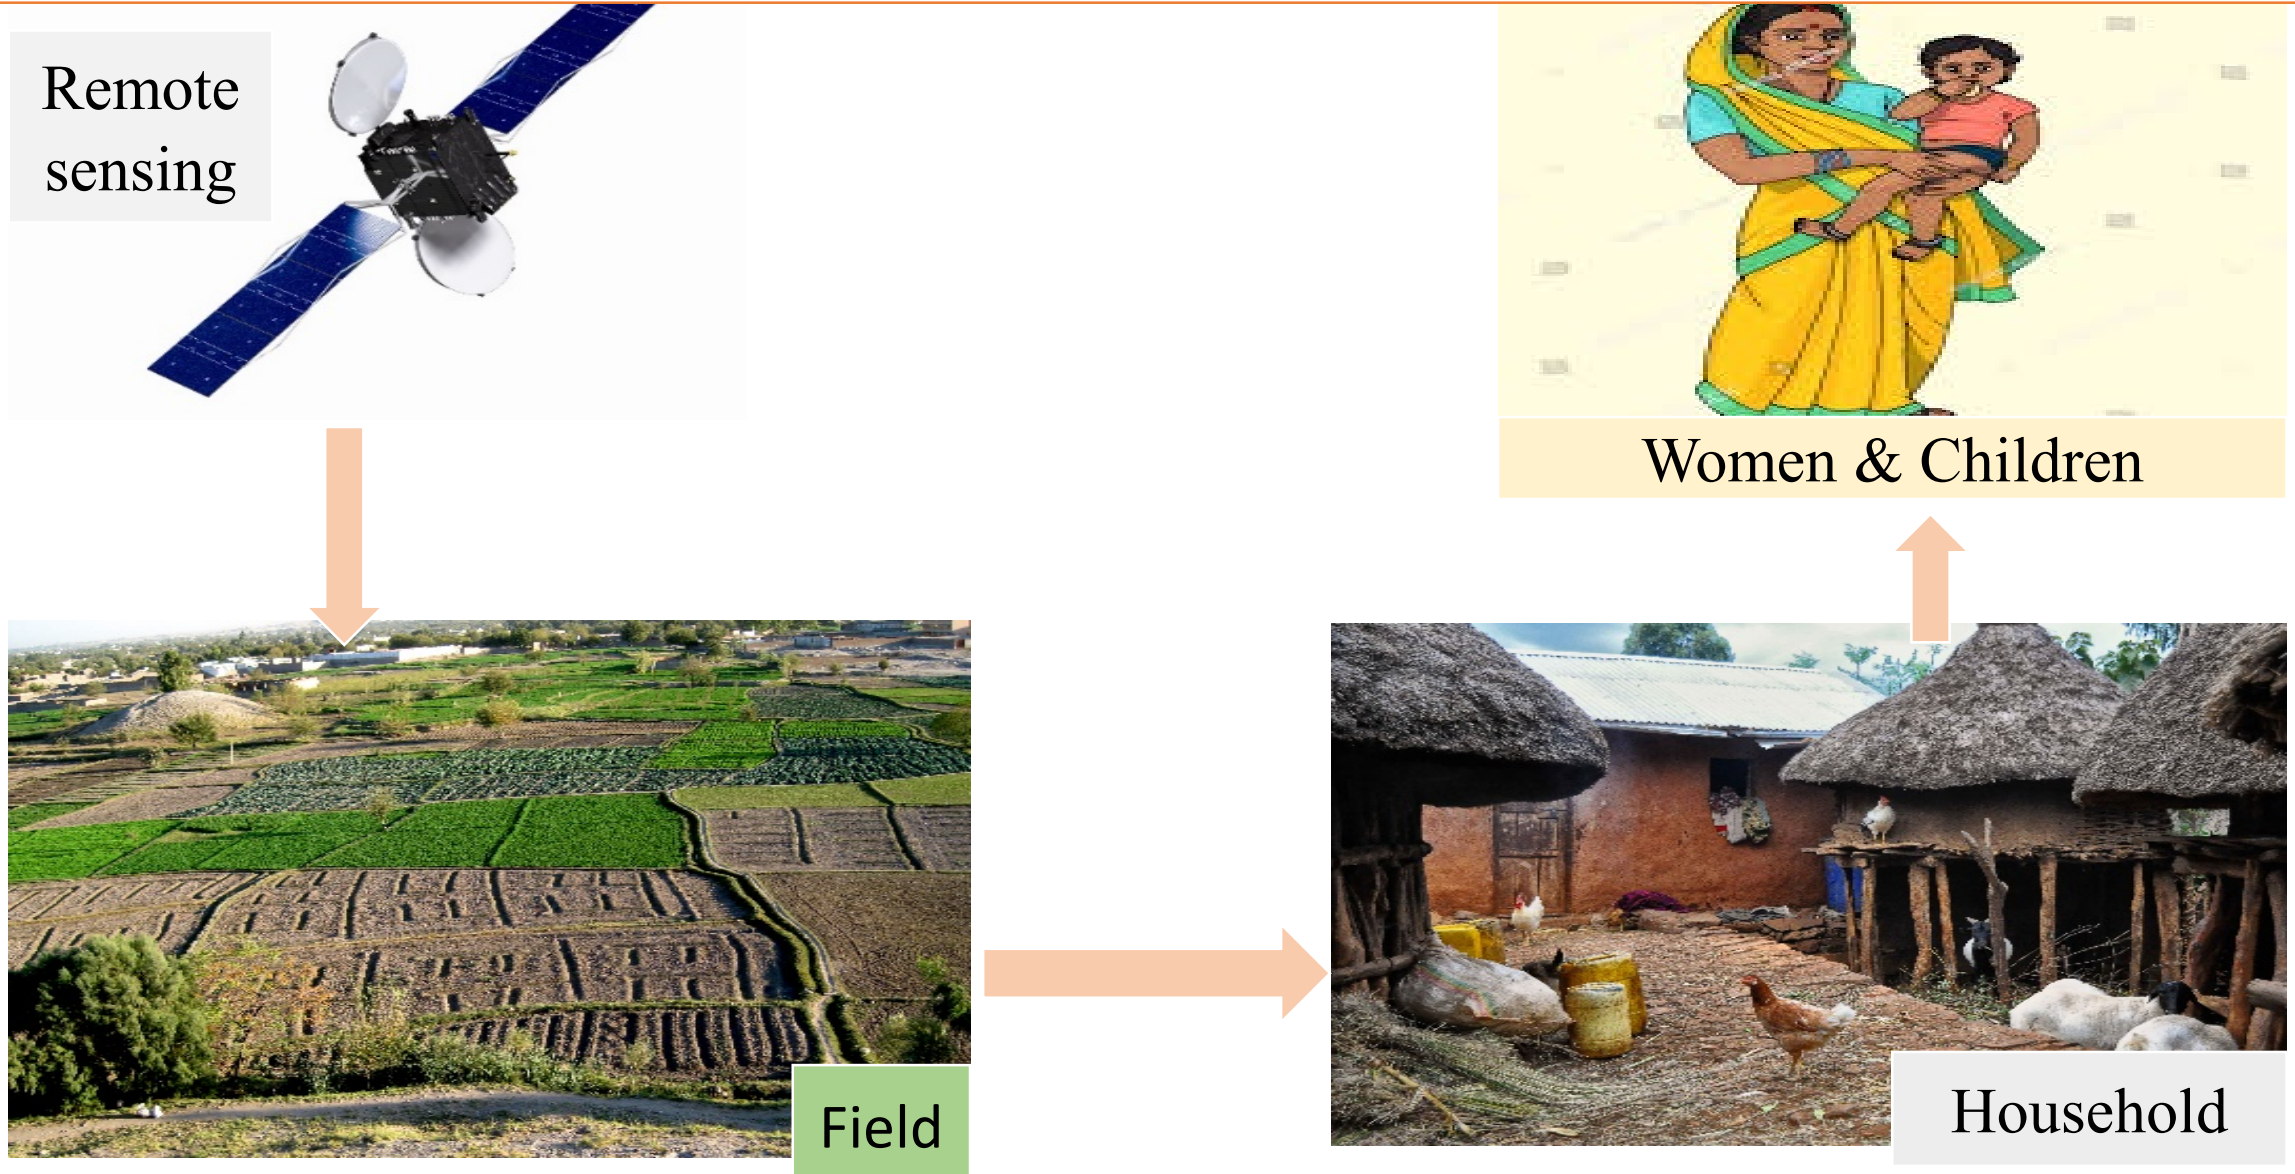 Remote
sensing
Women & Children
Field
Household